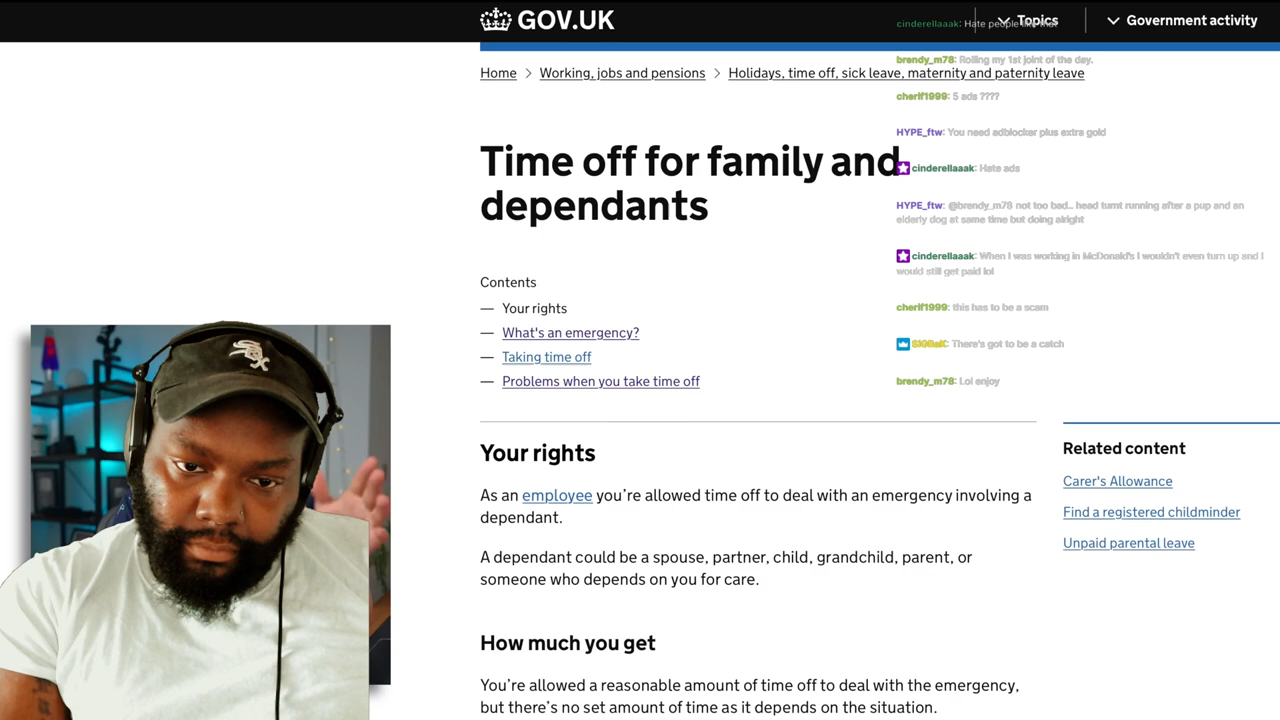 GOV.UK
Topics
Government activity
cinderellaaak: Hate people like that
Home > Working, jobs and pensions > Holidays, time off, sick leave, maternity and paternity leave
brendy_m78: Rolling my 1st joint of the day.
cherif1999: 5 ads ????
HYPE_ftw: You need adblocker plus extra gold
Time off for family and
dependants
cinderellaaak: Hate ads
HYPE_ftw: @brendy_m78 not too bad.. head turnt running after a pup and an
elderly dog at same time but doing alright
cinderellaaak: When I was working in McDonald's I wouldn't even turn up and I
would still get paid lol
cherif1999: this has to be a scam
There's got to be a catch
brendy_m78: Lol enjoy
Contents
— Your rights
— What's an emergency?
— Taking time off
— Problems when you take time off
Your rights
As an employee you're allowed time off to deal with an emergency involving a
dependant.
A dependant could be a spouse, partner, child, grandchild, parent, or
someone who depends on you for care.
How much you get
You're allowed a reasonable amount of time off to deal with the emergency,
but there's no set amount of time as it depends on the situation.
Related content
Carer's Allowance
Find a registered childminder
Unpaid parental leave